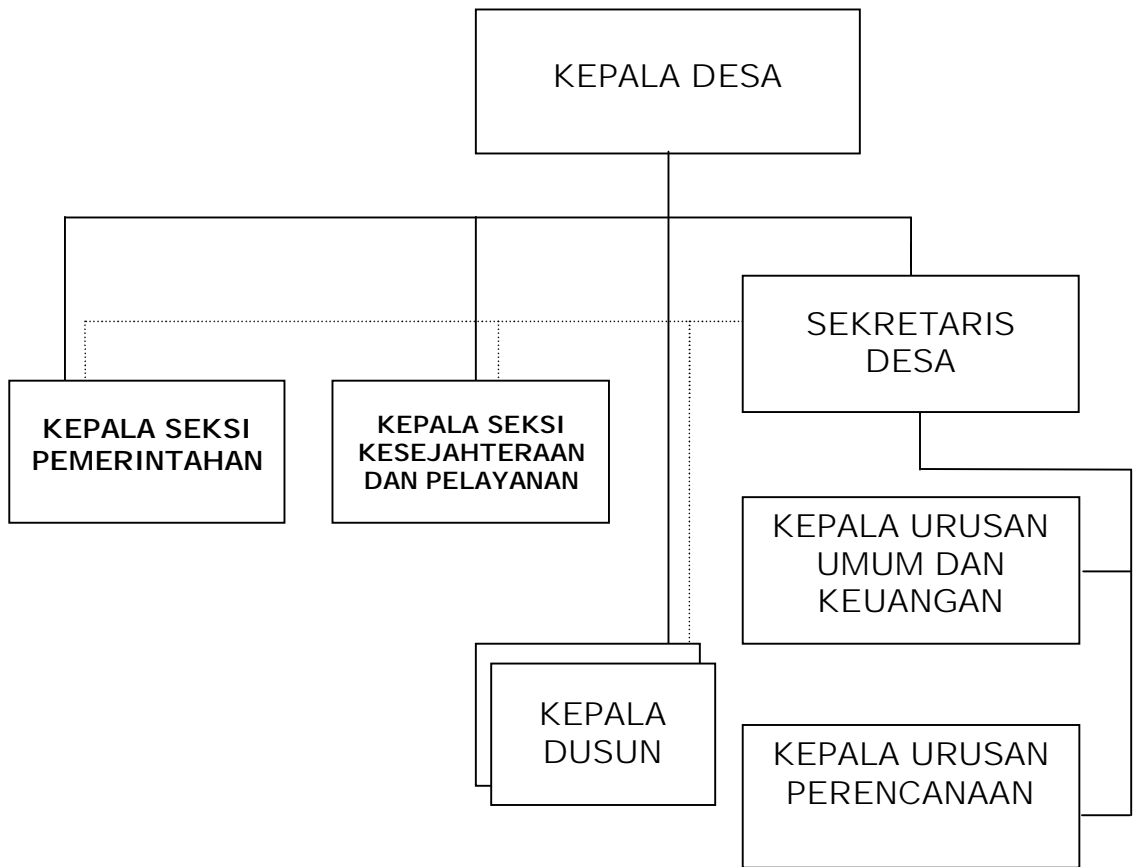 KEPALA DESA
SEKRETARIS
DESA
KEPALA SEKSI
PEMERINTAHAN
KEPALA SEKSI
KESEJAHTERAAN
DAN PELAYANAN
KEPALA URUSAN
UMUM DAN
KEUANGAN
KEPALA
DUSUN
KEPALA URUSAN
PERENCANAAN